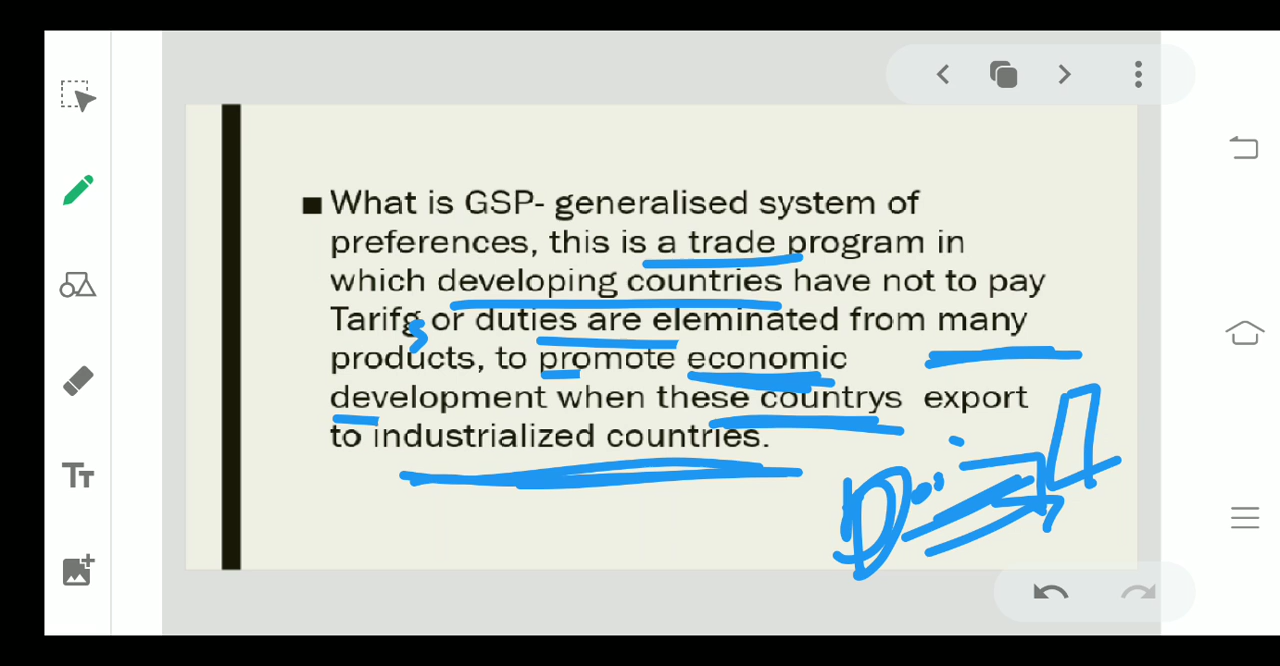 What is GSP- generalised system of
preferences, this is a trade program in
which developing countries have not to pay
Tarifs or duties are eleminated from many
products, to promote economic
development when these countrys export
to industrialized countries.
D
Tт